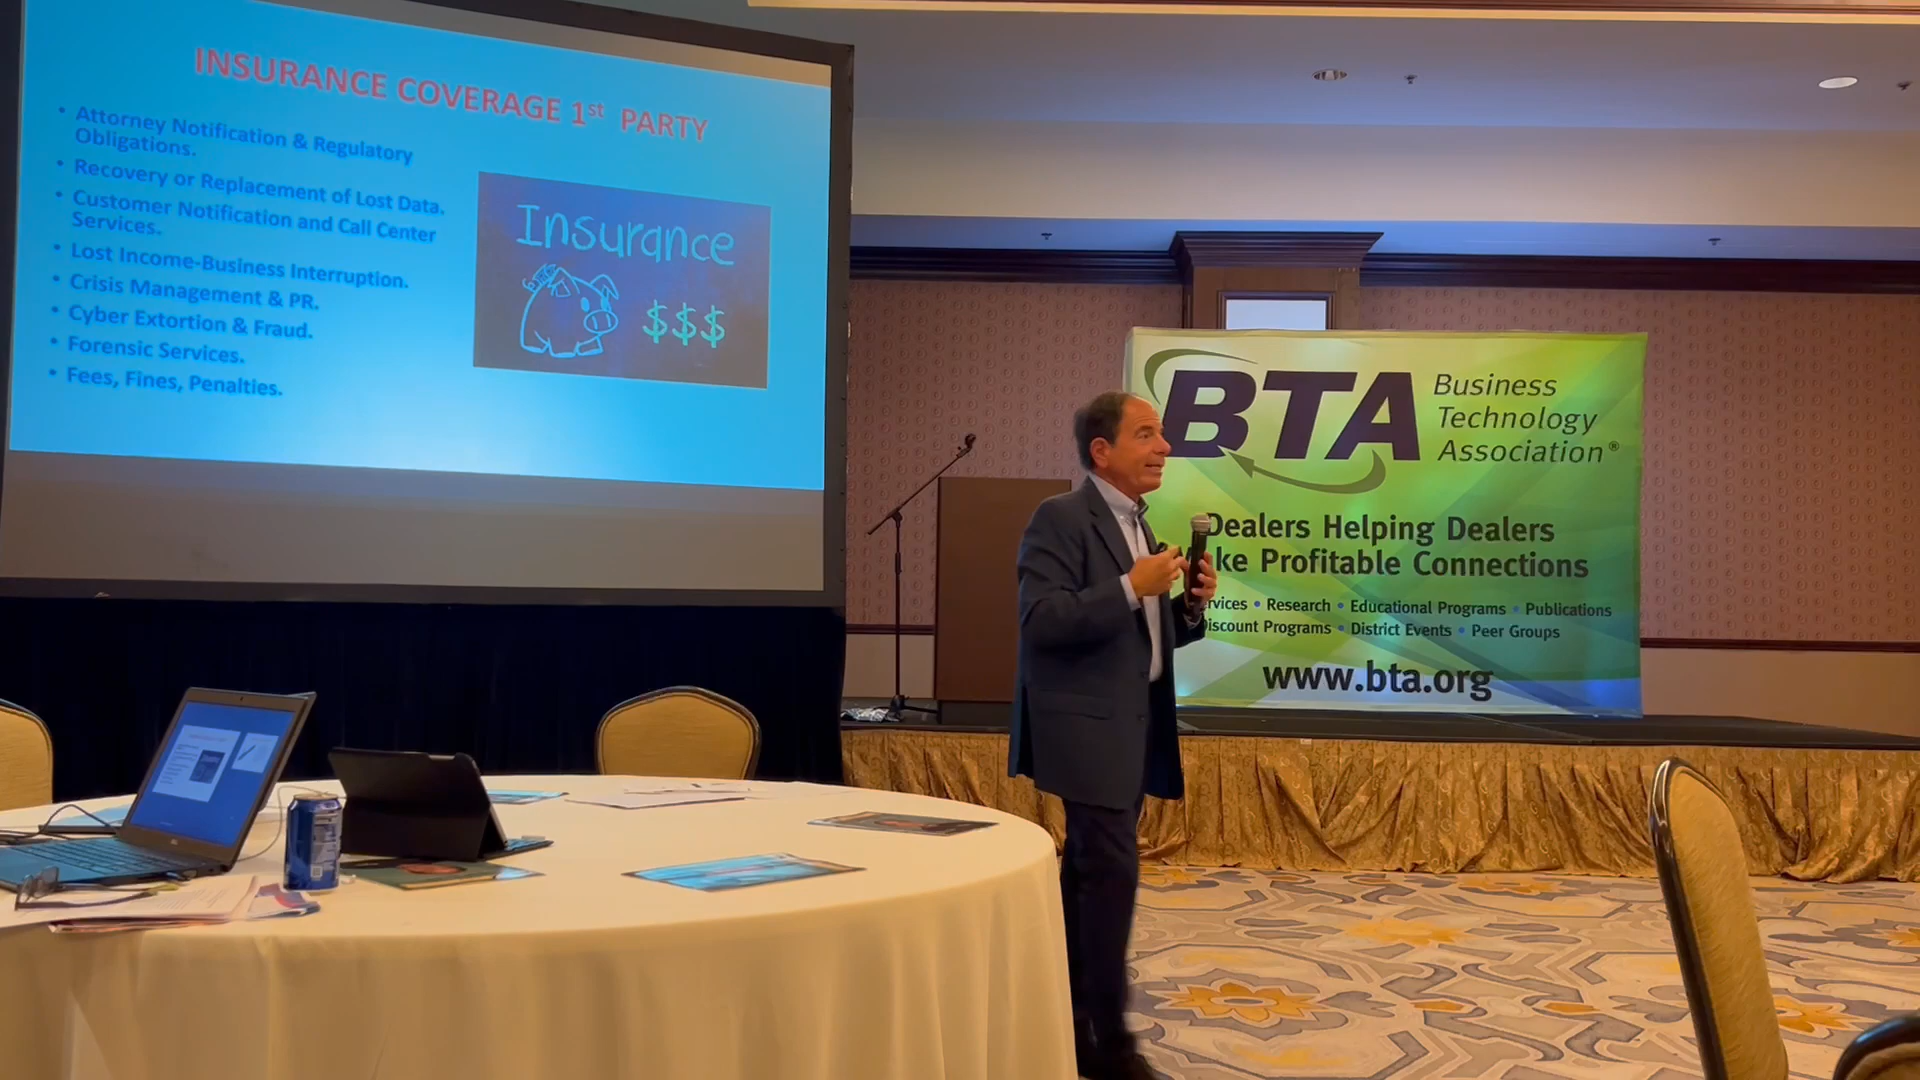 INSURANCE COVERAGE 1st PARTY
• Attorney Notification & Regulatory
Obligations.
• Recovery or Replacement of Lost Data.
• Customer Notification and Call Center
Services.
• Lost Income-Business Interruption.
• Crisis Management & PR.
• Cyber Extortion & Fraud.
• Forensic Services.
• Fees, Fines, Penalties.
Insurance
$$$
BTA
Business
Technology
Association®
Dealers Helping Dealers
Profitable Connections
• Research • Educational Programs • Publications
Discount Programs • District Events • Peer Groups
www.bta.org